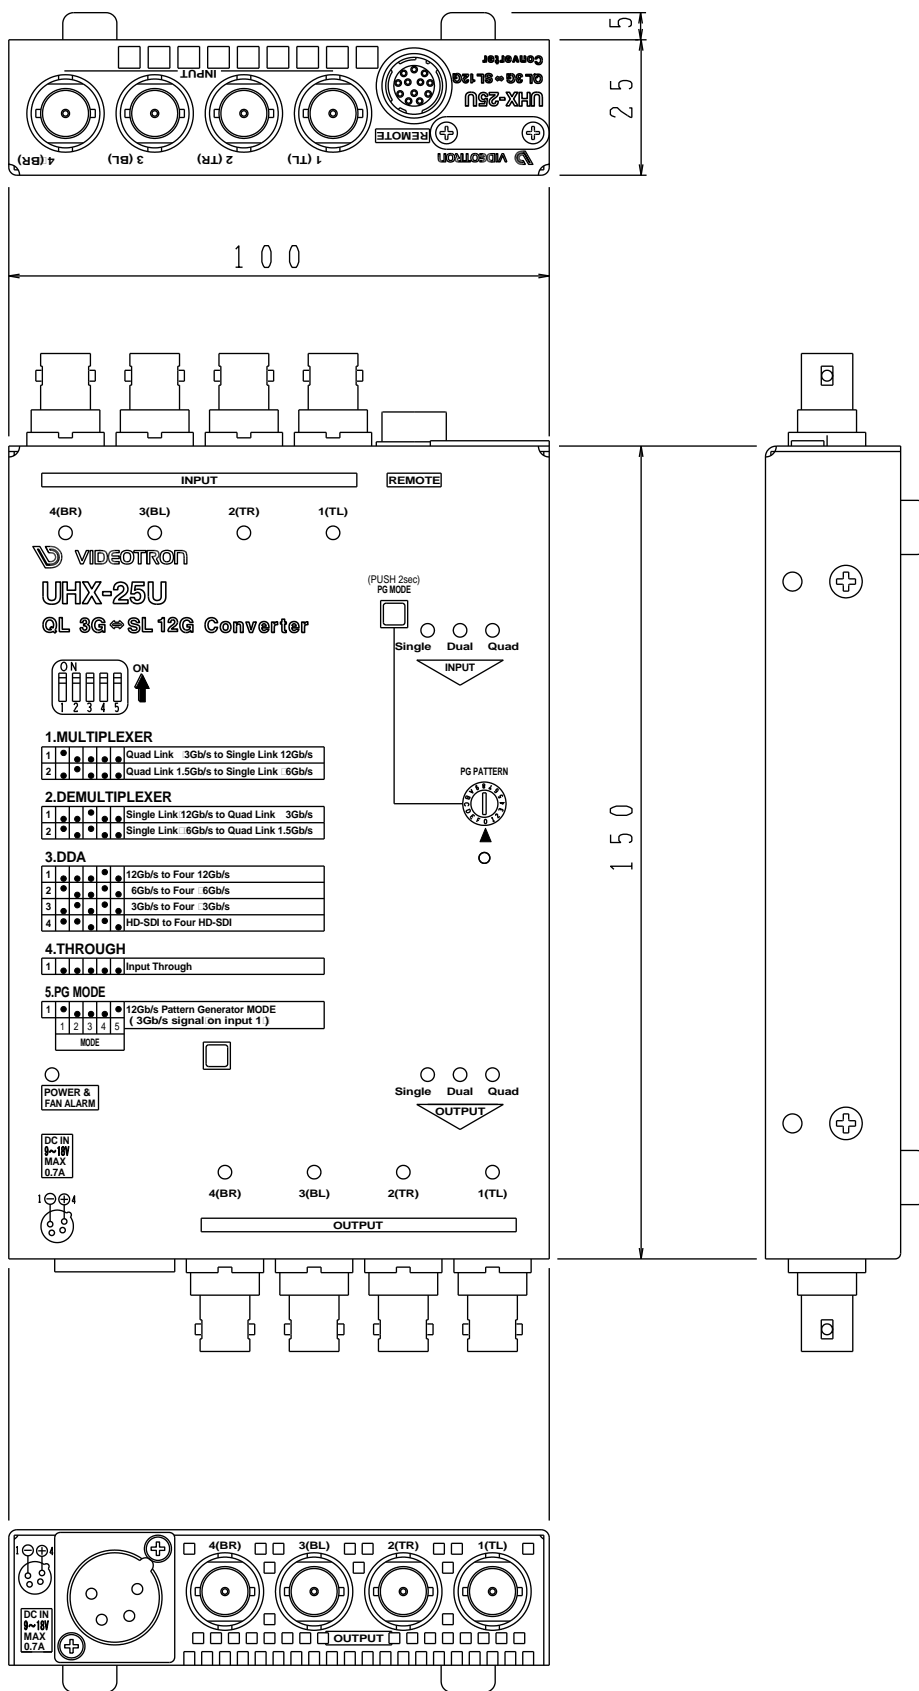 5
25
Converter
QL 3G⇔SL 12G
UHX-25U
INPUT
REMOTE
VIDEOTRON
4(BR) 3(BL) 2(TR) 1(TL)
100
INPUT
REMOTE
4(BR) 3(BL) 2(TR) 1(TL)
VIDEOTRON
UHX-25U
QL 3G⇔SL 12G Converter
(PUSH 2sec)
PG MODE
Single Dual Quad
INPUT
ON
ON
1 2 3 4 5
1.MULTIPLEXER
1 Quad Link 3Gb/s to Single Link 12Gb/s
2 Quad Link 1.5Gb/s to Single Link 6Gb/s
PG PATTERN
2.DEMULTIPLEXER
1 Single Link 12Gb/s to Quad Link 3Gb/s
2 Single Link 6Gb/s to Quad Link 1.5Gb/s
150
3.DDA
1 12Gb/s to Four 12Gb/s
2 6Gb/s to Four 6Gb/s
3 3Gb/s to Four 3Gb/s
4 HD-SDI to Four HD-SDI
4.THROUGH
1 Input Through
5.PG MODE
1 12Gb/s Pattern Generator MODE
( 3Gb/s signal on input 1 )
1 2 3 4 5
MODE
POWER &
FAN ALARM
Single Dual Quad
OUTPUT
DC IN
9~18V
MAX
0.7A
4(BR) 3(BL) 2(TR) 1(TL)
1 4
OUTPUT
1 4
4(BR) 3(BL) 2(TR) 1(TL)
DC IN
9~18V
MAX
0.7A
OUTPUT